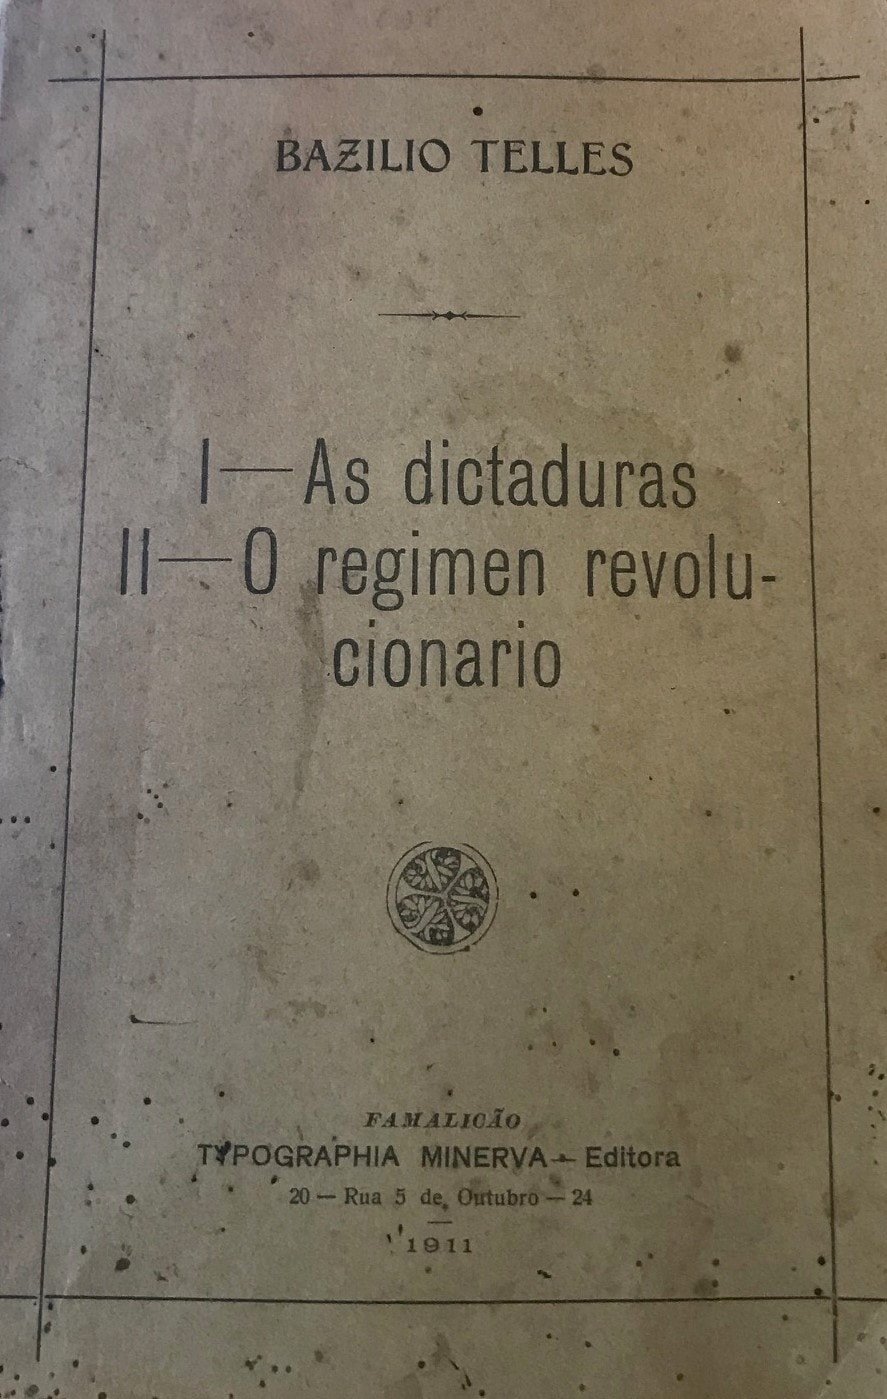 BAZILIO TELLES
I—As dictaduras
II—O regimen revolu-
cionario
FAMALICÃO
TYPOGRAPHIA MINERVA — Editora
20 — Rua 5 de Outubro — 24
1911